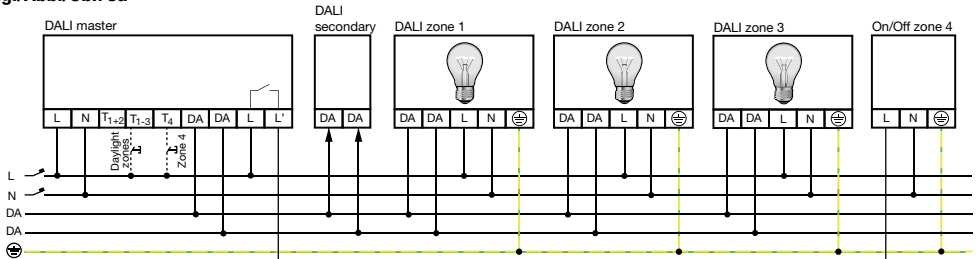 DALI master
DALI
secondary
DALI zone 1
DALI zone 2
DALI zone 3
On/Off zone 4
L N T1+2 T1-3 T4 DA DA L L'
DA DA
DA DA L N
DA DA L N
DA DA L N
L N
Daylight
zones
Zone 4
L
N
DA
DA